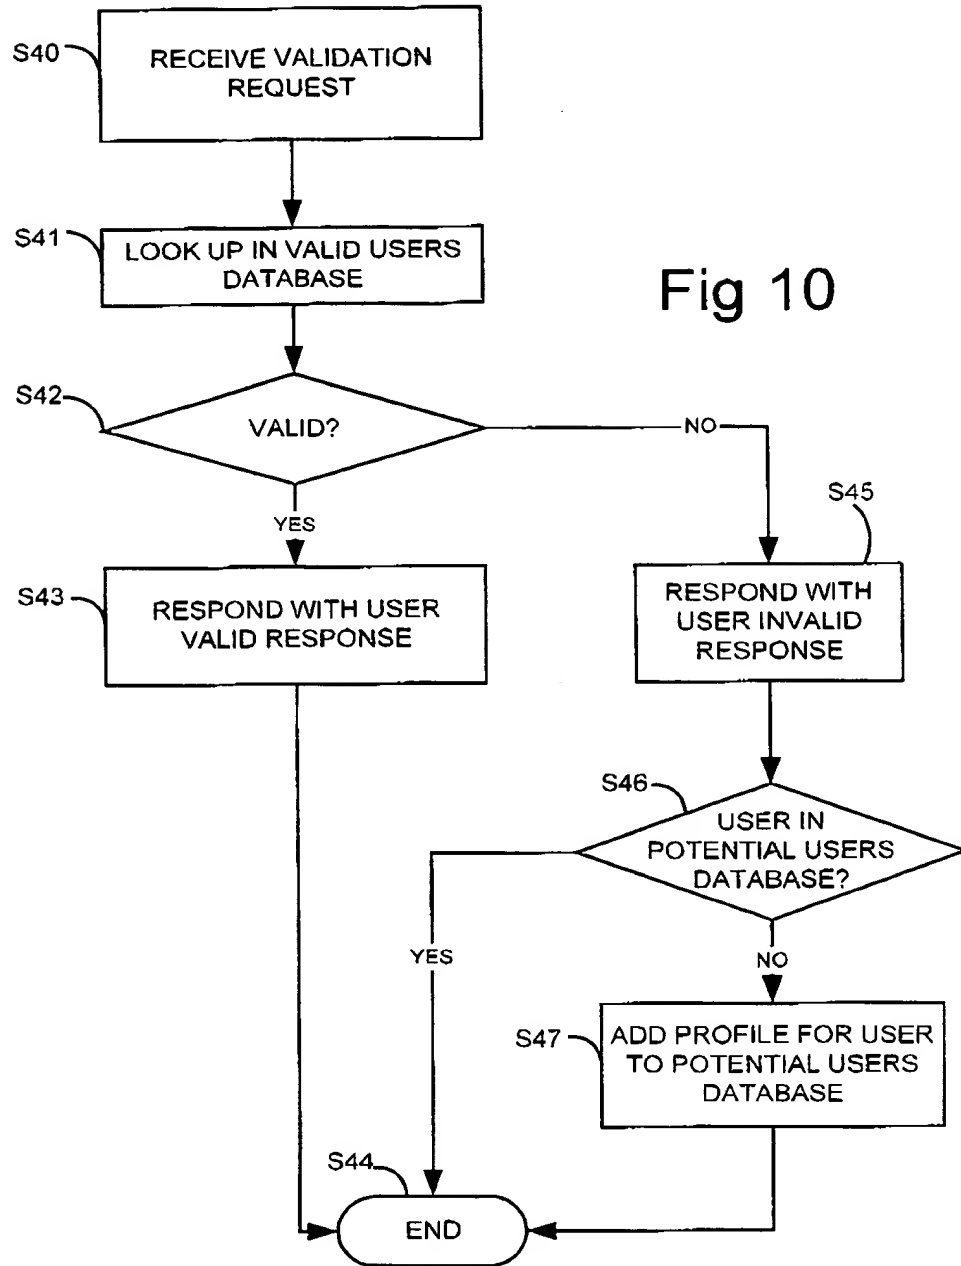 S40
RECEIVE VALIDATION
REQUEST
S41
LOOK UP IN VALID USERS
DATABASE
Fig 10
S42
VALID?
NO
YES
S45
S43
RESPOND WITH USER
VALID RESPONSE
RESPOND WITH
USER INVALID
RESPONSE
S46
USER IN
POTENTIAL USERS
DATABASE?
YES
NO
S47
ADD PROFILE FOR USER
TO POTENTIAL USERS
DATABASE
S44
END